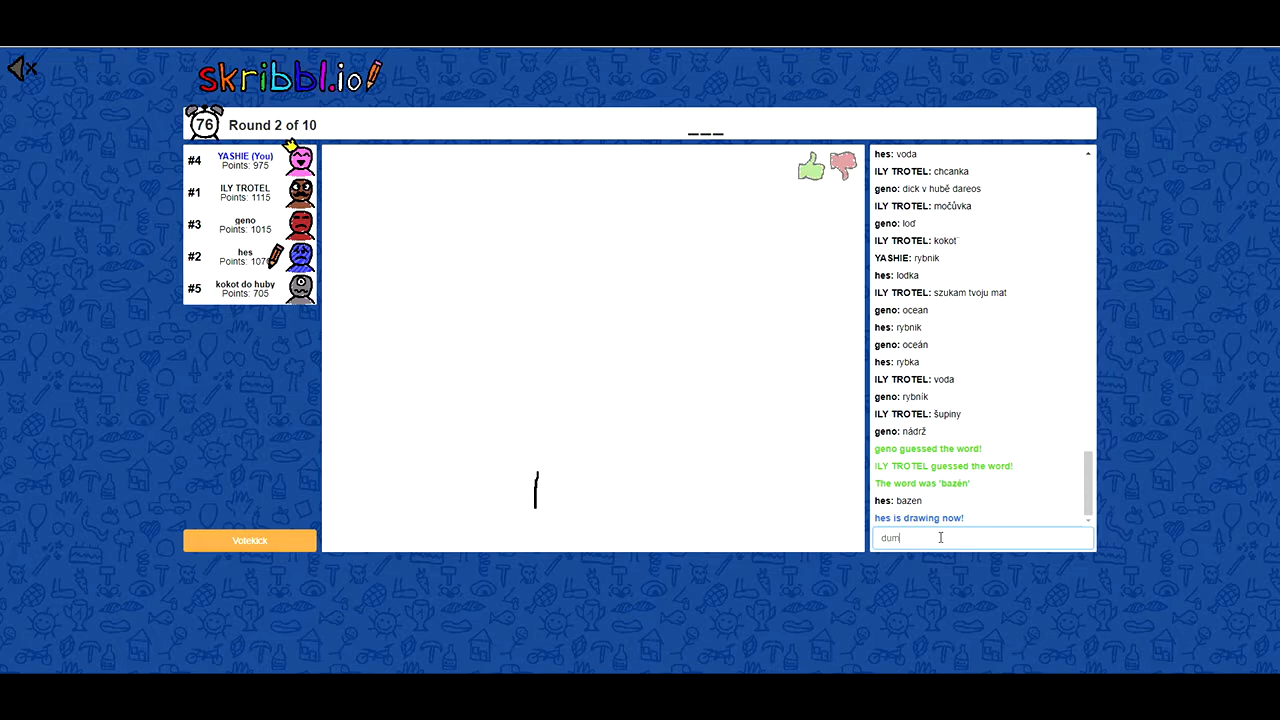 skribbl.io
76
Round 2 of 10
___
#4
YASHIE (You)
Points: 975
#1
ILY TROTEL
Points: 1115
#3
geno
Points: 1015
#2
hes
Points: 1070
#5
kokot do huby
Points: 705
Votekick
hes: voda
ILY TROTEL: chcanka
geno: dick v hubě dareos
ILY TROTEL: močůvka
geno: loď
ILY TROTEL: kokot¨
YASHIE: rybnik
hes: lodka
ILY TROTEL: szukam tvoju mat
geno: ocean
hes: rybnik
geno: oceán
hes: rybka
ILY TROTEL: voda
geno: rybník
ILY TROTEL: šupiny
geno: nádrž
geno guessed the word!
ILY TROTEL guessed the word!
The word was 'bazén'
hes: bazen
hes is drawing now!
dum